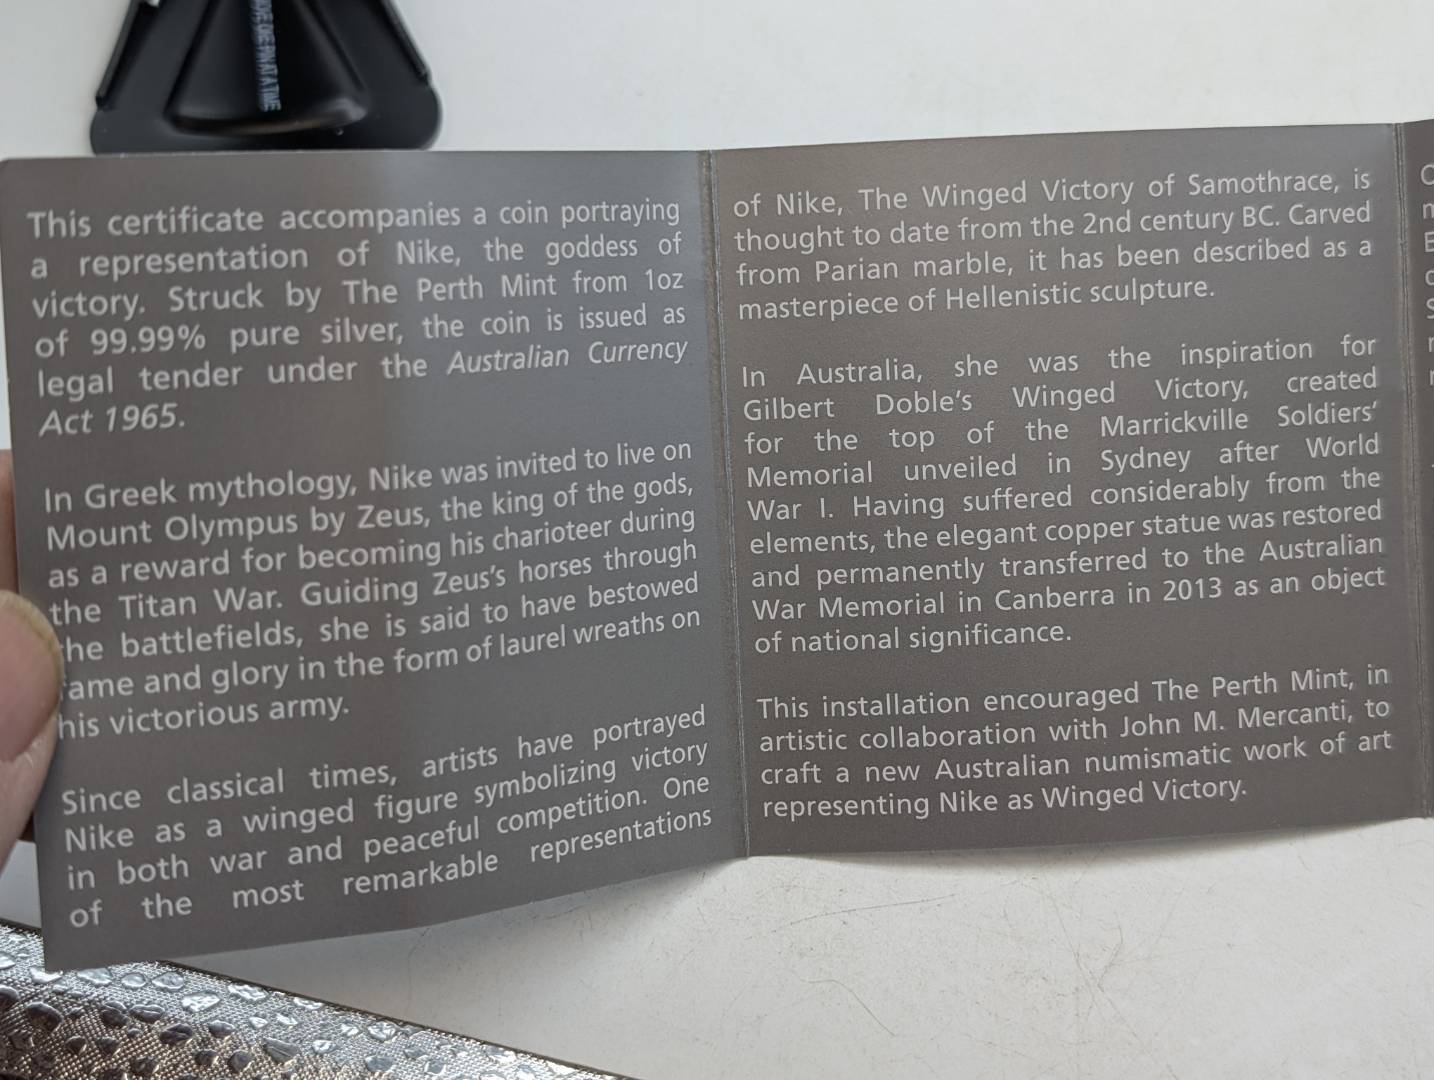 E ONE PIN AT A TIME
This certificate accompanies a coin portraying
a representation of Nike, the goddess of
victory. Struck by The Perth Mint from 1oz
of 99.99% pure silver, the coin is issued as
legal tender under the Australian Currency
Act 1965.
In Greek mythology, Nike was invited to live on
Mount Olympus by Zeus, the king of the gods,
as a reward for becoming his charioteer during
the Titan War. Guiding Zeus's horses through
the battlefields, she is said to have bestowed
fame and glory in the form of laurel wreaths on
his victorious army.
Since classical times, artists have portrayed
Nike as a winged figure symbolizing victory
in both war and peaceful competition. One
of the most remarkable representations
of Nike, The Winged Victory of Samothrace, is
thought to date from the 2nd century BC. Carved
from Parian marble, it has been described as a
masterpiece of Hellenistic sculpture.
In Australia, she was the inspiration for
Gilbert Doble's Winged Victory, created
for the top of the Marrickville Soldiers'
Memorial unveiled in Sydney after World
War I. Having suffered considerably from the
elements, the elegant copper statue was restored
and permanently transferred to the Australian
War Memorial in Canberra in 2013 as an object
of national significance.
This installation encouraged The Perth Mint, in
artistic collaboration with John M. Mercanti, to
craft a new Australian numismatic work of art
representing Nike as Winged Victory.